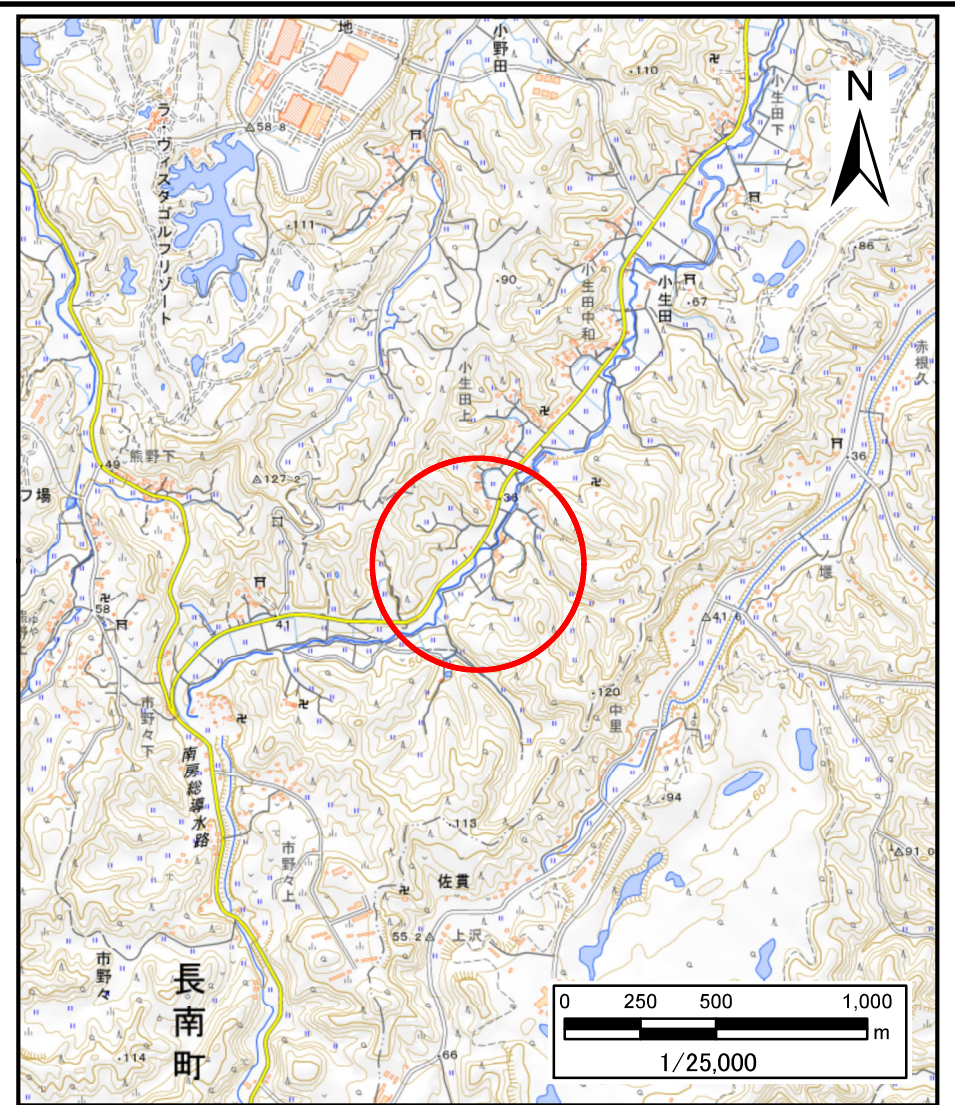 地
小野田
・110
小生田下
N
△58.8
ラ・ヴィスタゴルフリゾート
・111
・86
・90
小生田中和
小生田
・67
赤根久
小生田上
熊野下
・49
△127.2
・36
・36
フ場
堰
58
41
△41.6
・120
中里
市野々下
南房総導水路
・94
・113
市野々上
△91.0
佐貫
55.2△
上沢
市野々
長南町
・114
・66
0 250 500 1,000
m
1/25,000